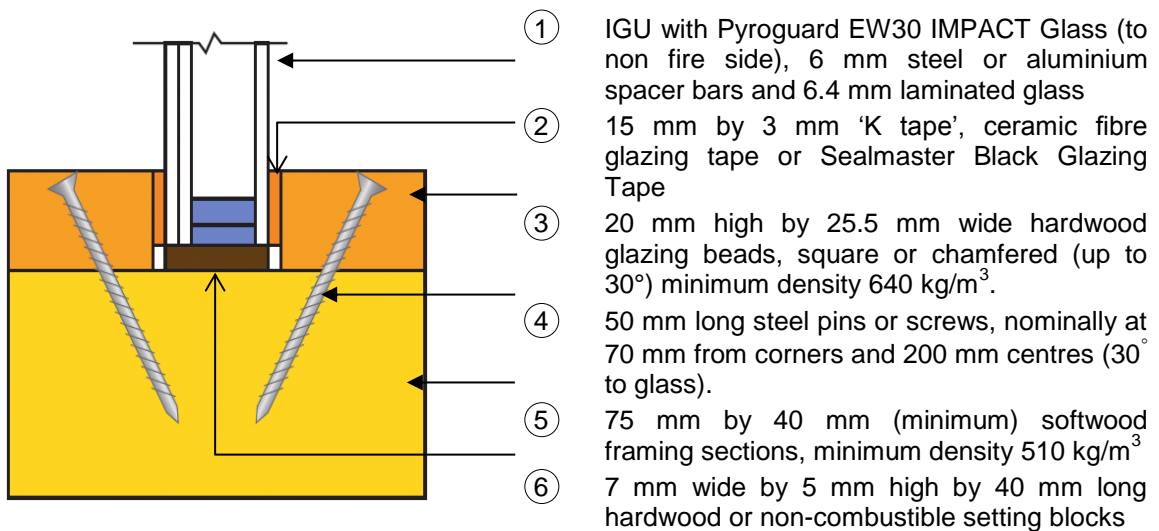 ① IGU with Pyroguard EW30 IMPACT Glass (to
non fire side), 6 mm steel or aluminium
spacer bars and 6.4 mm laminated glass
② 15 mm by 3 mm ‘K tape’, ceramic fibre
glazing tape or Sealmaster Black Glazing
Tape
③ 20 mm high by 25.5 mm wide hardwood
glazing beads, square or chamfered (up to
30°) minimum density 640 kg/m³.
④ 50 mm long steel pins or screws, nominally at
70 mm from corners and 200 mm centres (30°
to glass).
⑤ 75 mm by 40 mm (minimum) softwood
framing sections, minimum density 510 kg/m³
⑥ 7 mm wide by 5 mm high by 40 mm long
hardwood or non-combustible setting blocks